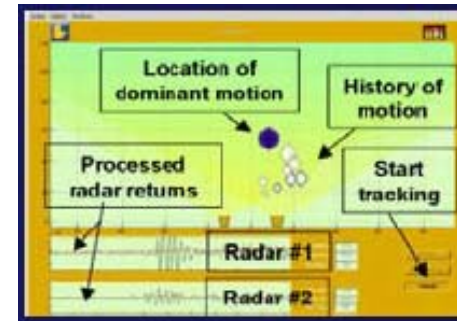 Location of
dominant motion
History of
motion
Processed
radar returns
Start
tracking
Radar #1
Radar #2